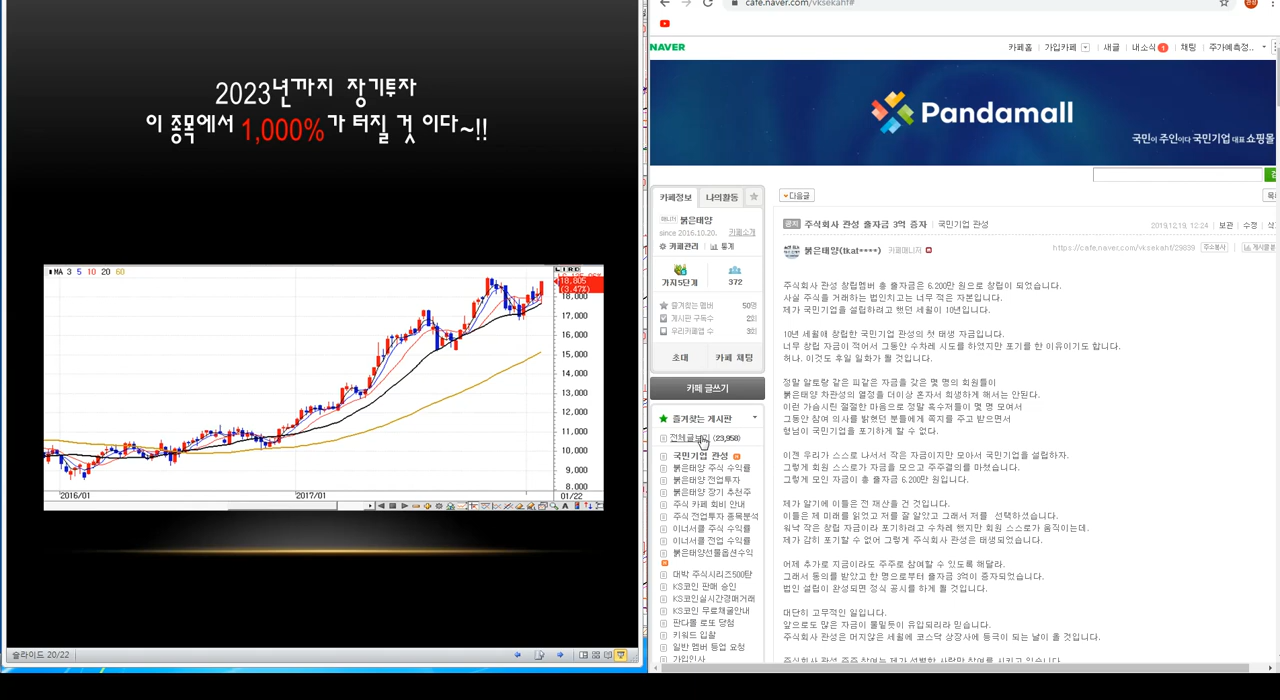 2023년까지 장기투자
이 종목에서 1,000%가 터질 것 이다~!!
MA 3 5 10 20 60
18,805
(3.47%)
18,000
17,000
16,000
15,000
14,000
13,000
12,000
11,000
10,000
9,000
8,000
2016/01
2017/01
01/22
슬라이드 20/22
cafe.naver.com/vksekahf#
NAVER
카페홈 가입카페 새글 내소식 1 채팅 주가예측정..
Pandamall
국민이 주인이다 국민기업 대표 쇼핑몰
카페정보 나의활동
매니저 붉은태양
since 2016.10.20. 카페소개
카페관리 통계
가지5단계 372
즐겨찾는 멤버 50명
게시판 구독수 2회
우리카페앱 수 3회
초대 카페 채팅
카페 글쓰기
즐겨찾는 게시판
전체글보기 (23,958)
국민기업 관성
붉은태양 주식 수익률
붉은태양 전업투자
붉은태양 장기 추천주
주식 카페 회비 안내
주식 전업투자 종목분석
이너서클 주식 수익률
이너서클 전업 수익률
붉은태양선물옵션수익
대박 주식시리즈500탄
KS코인 판매 승인
KS코인실시간경매거래
KS코인 무료채굴안내
판다몰 로또 당첨
키워드 입찰
일반 멤버 등업 요청
가입인사
다음글
공지 주식회사 관성 출자금 3억 증자 국민기업 관성
2019.12.19. 12:24 보관 수정
붉은태양(tkat****) 카페매니저
https://cafe.naver.com/vksekahf/29839 주소복사
주식회사 관성 창립멤버 총 출자금은 6.200만 원으로 창립이 되었습니다.
사실 주식을 거래하는 법인치고는 너무 적은 자본입니다.
제가 국민기업을 설립하려고 했던 세월이 10년입니다.
10년 세월에 창립한 국민기업 관성의 첫 태생 자금입니다.
너무 창립 자금이 적어서 그동안 수차례 시도를 하였지만 포기를 한 이유이기도 합니다.
허나. 이것도 후일 일화가 될 것입니다.
정말 알토랑 같은 피같은 자금을 갖은 몇 명의 회원들이
붉은태양 차관성의 열정을 더이상 혼자서 희생하게 해서는 안된다.
이런 가슴시린 절절한 마음으로 정말 흑수저들이 몇 명 모여서
그동안 참여 의사를 밝혔던 분들에게 쪽지를 주고 받으면서
형님이 국민기업을 포기하게 할 수 없다.
이젠 우리가 스스로 나서서 작은 자금이지만 모아서 국민기업을 설립하자.
그렇게 회원 스스로가 자금을 모으고 주주결의를 마쳤습니다.
그렇게 모인 자금이 총 출자금 6.200만 원입니다.
제가 알기에 이들은 전 재산을 건 것입니다.
이들은 제 미래를 읽었고 저를 잘 알았고 그래서 저를 선택하셨습니다.
워낙 작은 창립 자금이라 포기하려고 수차례 했지만 회원 스스로가 움직이는데.
제가 감히 포기할 수 없어 그렇게 주식회사 관성은 태생되었습니다.
어제 추가로 지금이라도 주주로 참여할 수 있도록 해달라.
그래서 동의를 받았고 한 명으로부터 출자금 3억이 증자되었습니다.
법인 설립이 완성되면 정식 공시를 하게 될 것입니다.
대단히 고무적인 일입니다.
앞으로도 많은 자금이 물밀듯이 유입되리라 믿습니다.
주식회사 관성은 머지않은 세월에 코스닥 상장사에 등극이 되는 날이 올 것입니다.